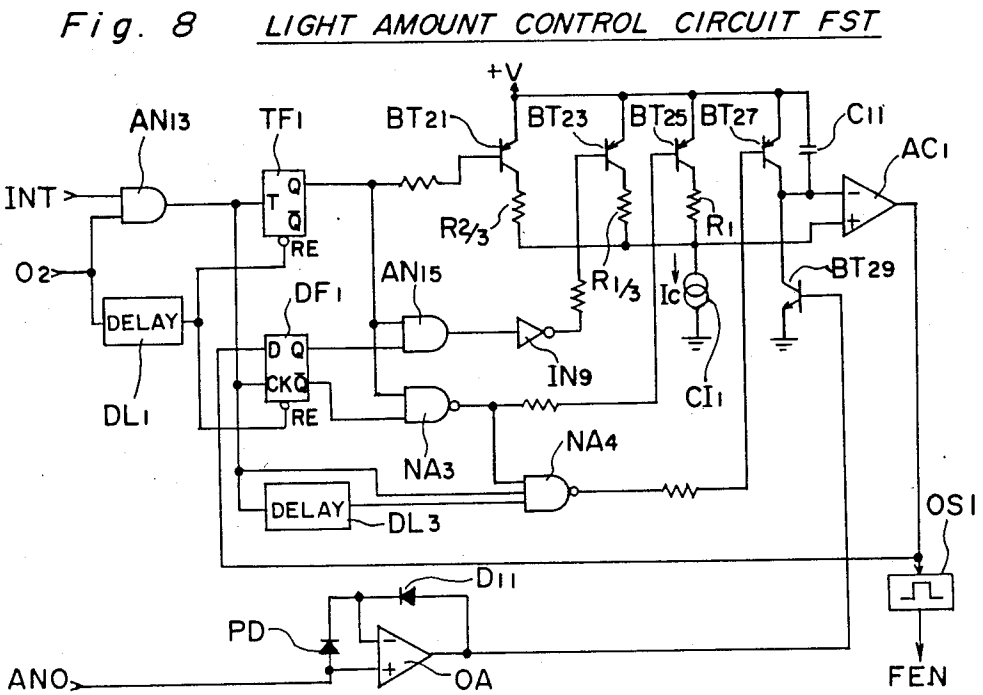 Fig. 8 LIGHT AMOUNT CONTROL CIRCUIT FST
+V
AN13
TF1
BT21
BT23
BT25
BT27
C11
AC1
INT
T
Q
Q̅
RE
R2/3
R1/3
R1
−
+
O2
DELAY
DL1
AN15
IN9
Ic
CI1
BT29
DF1
D
Q
CK
Q̅
RE
NA3
NA4
DELAY
DL3
OS1
D11
PD
−
+
OA
ANO
FEN